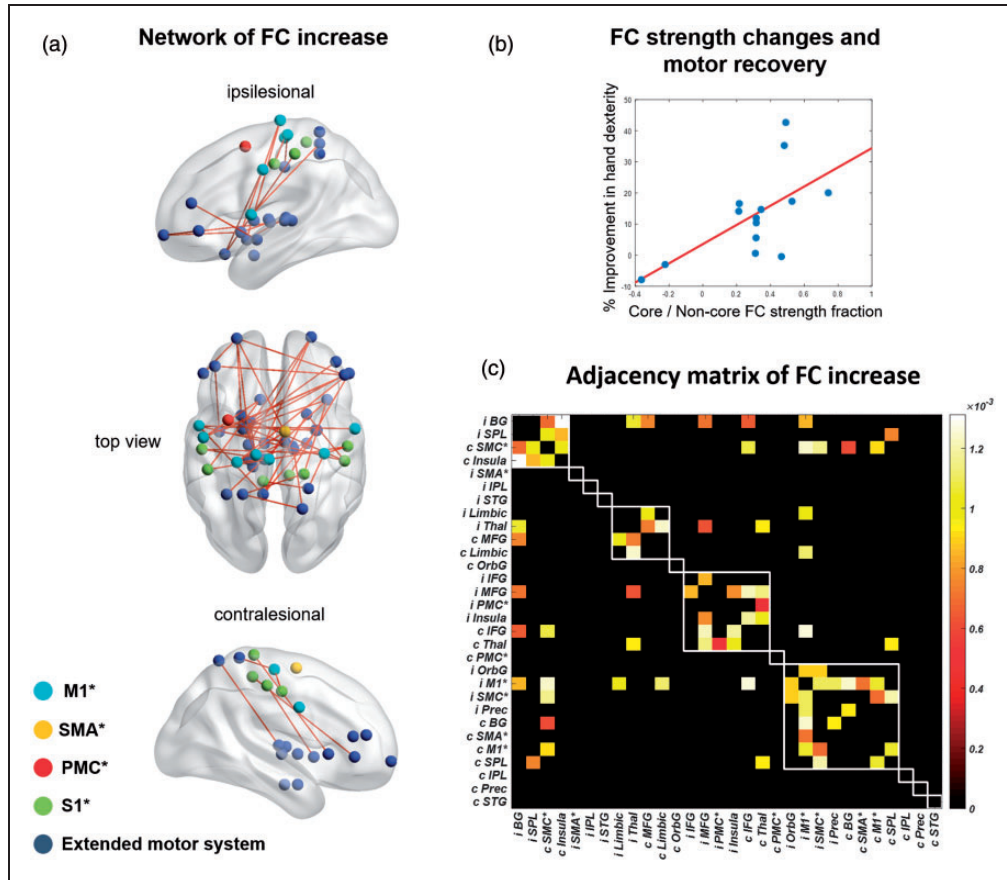 (a)
Network of FC increase
ipsilesional
top view
contralesional
M1*
SMA*
PMC*
S1*
Extended motor system
(b)
FC strength changes and
motor recovery
% Improvement in hand dexterity
50
40
30
20
10
0
-10
-0.4
-0.2
0
0.2
0.4
0.6
0.8
1
Core / Non-core FC strength fraction
(c)
Adjacency matrix of FC increase
×10⁻³
1.2
1
0.8
0.6
0.4
0.2
0
i BG
i SPL
c SMC*
c Insula
i SMA*
i IPL
i STG
i Limbic
i Thal
c MFG
c Limbic
c OrbG
i IFG
i MFG
i PMC*
i Insula
c IFG
c Thal
c PMC*
i OrbG
i M1*
i SMC*
i Prec
c BG
c SMA*
c M1*
c SPL
c IPL
c Prec
c STG
i BG
i SPL
c SMC*
c Insula
i SMA*
i IPL
i STG
i Limbic
i Thal
c MFG
c Limbic
c OrbG
i IFG
i MFG
i PMC*
i Insula
c IFG
c Thal
c PMC*
i OrbG
i M1*
i SMC*
i Prec
c BG
c SMA*
c M1*
c SPL
c IPL
c Prec
c STG